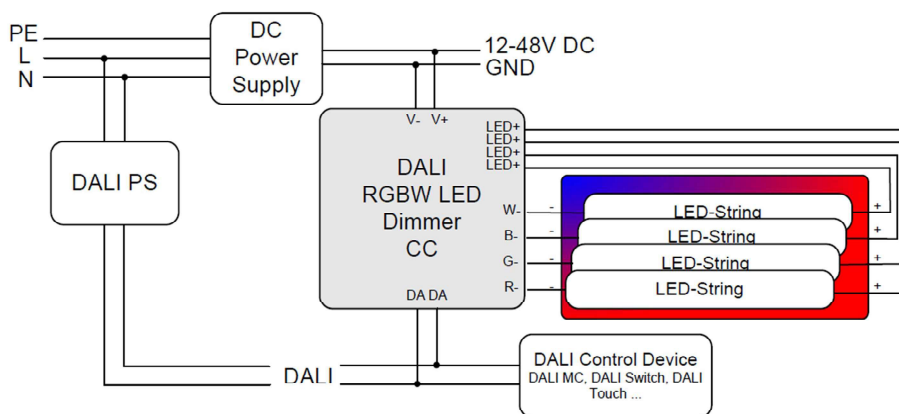 PE
L
N
DC
Power
Supply
12-48V DC
GND
V- V+
LED+
LED+
LED+
LED+
DALI PS
DALI
RGBW LED
Dimmer
CC
W-
B-
G-
R-
- LED-String +
- LED-String +
- LED-String +
- LED-String +
DA DA
DALI
DALI Control Device
DALI MC, DALI Switch, DALI
Touch ...